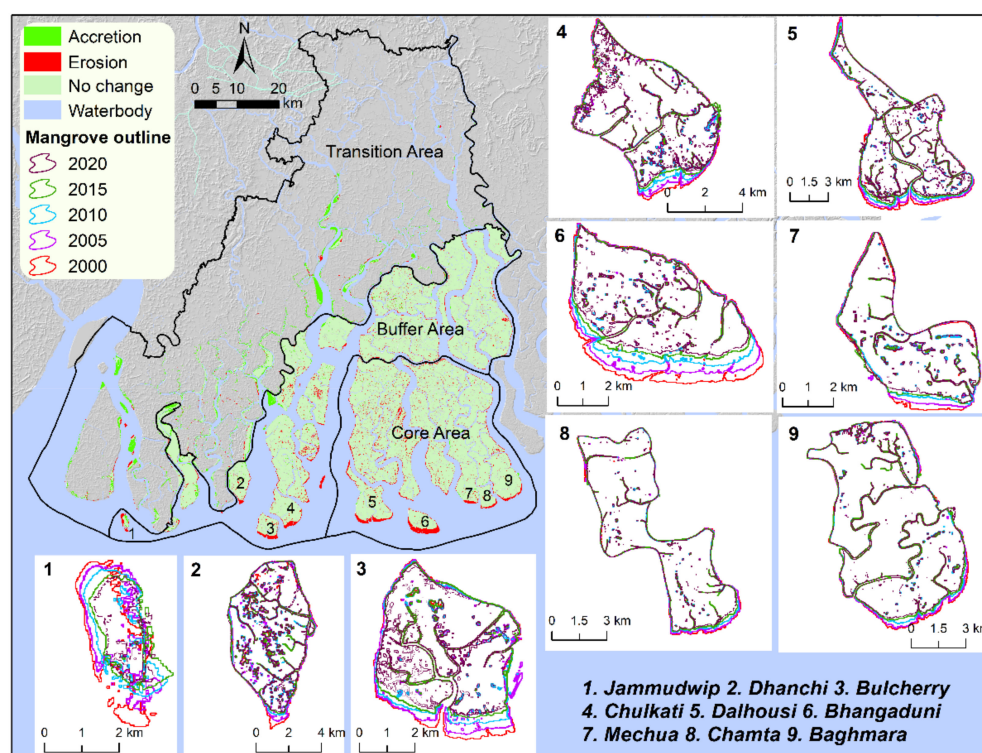 Accretion
Erosion
No change
Waterbody
Mangrove outline
2020
2015
2010
2005
2000
N
0 5 10 20
km
Transition Area
Buffer Area
Core Area
1
2
3
4
5
6
7
8
9
4
0 2 4 km
5
0 1.5 3 km
6
0 1 2 km
7
0 1 2 km
8
0 1.5 3 km
9
0 1.5 3 km
1
0 1 2 km
2
0 2 4 km
3
0 1 2 km
1. Jammudwip 2. Dhanchi 3. Bulcherry
4. Chulkati 5. Dalhousi 6. Bhangaduni
7. Mechua 8. Chamta 9. Baghmara